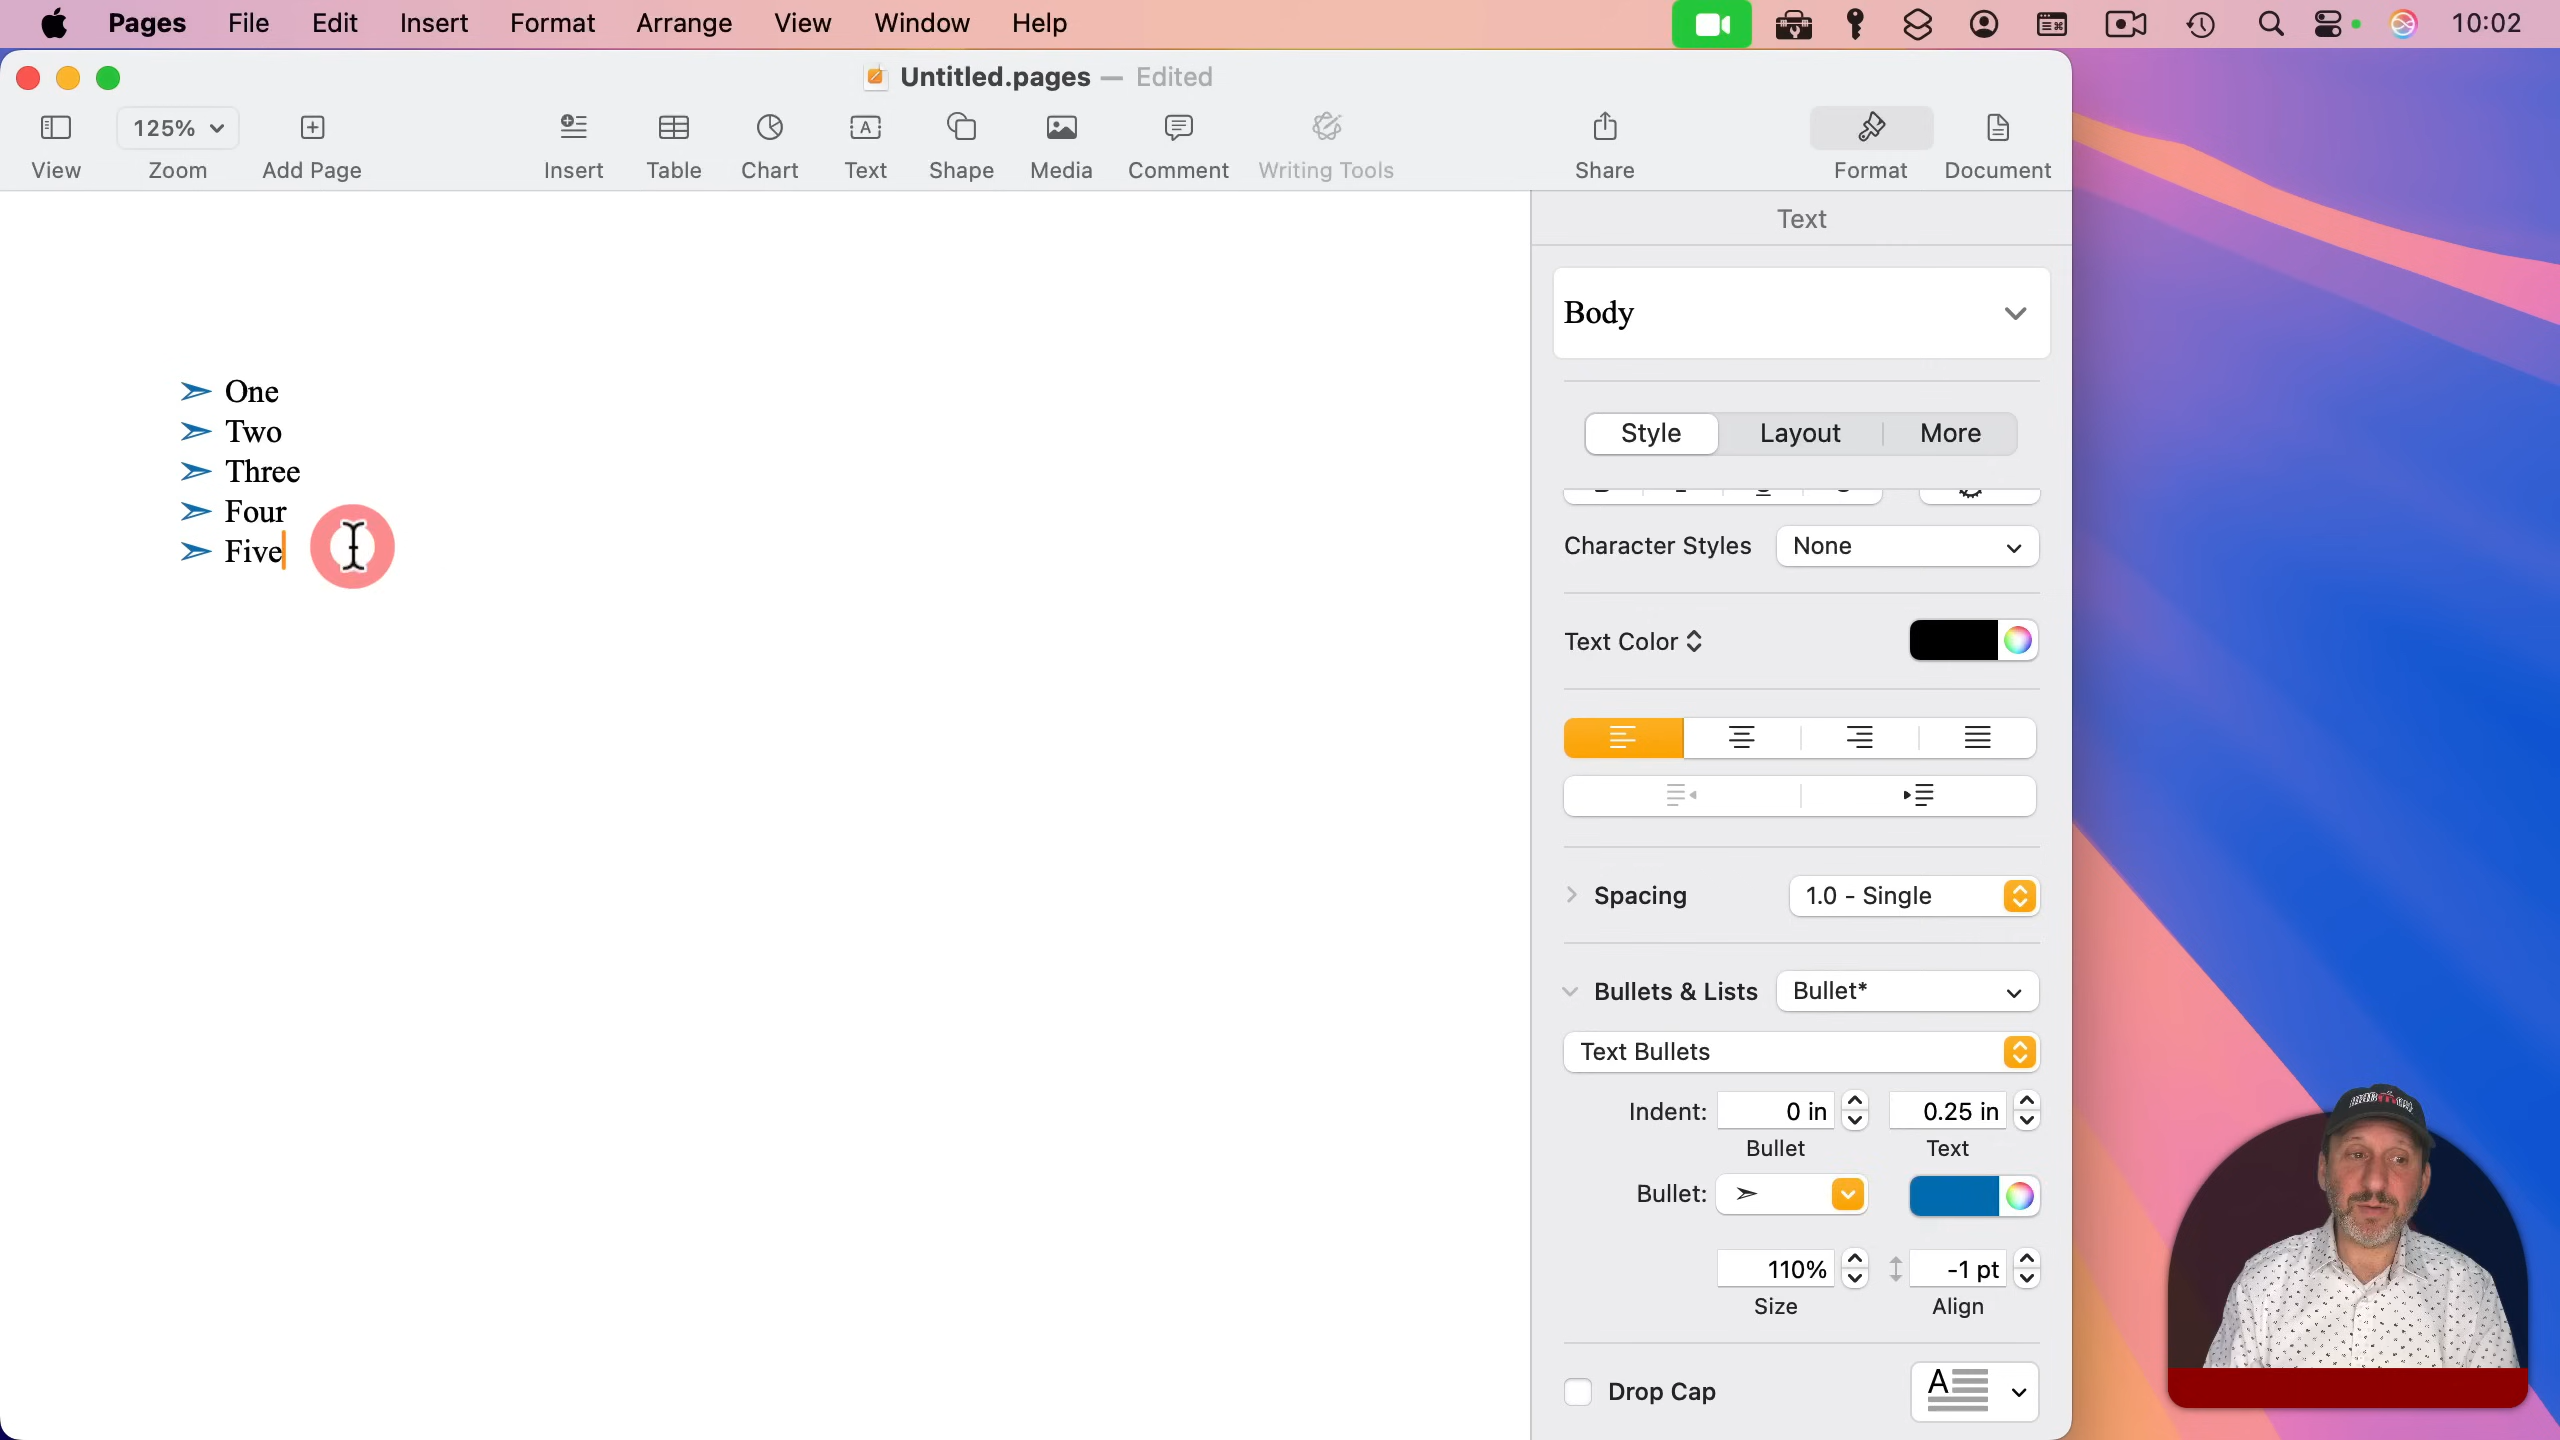 Pages File Edit Insert Format Arrange View Window Help 10:02
Untitled.pages — Edited
125%
View Zoom Add Page Insert Table Chart Text Shape Media Comment Writing Tools Share Format Document
Text
Body
➢ One
➢ Two
➢ Three
➢ Four
➢ Five
Style Layout More
Character Styles None
Text Color
Spacing 1.0 - Single
Bullets & Lists Bullet*
Text Bullets
Indent: 0 in 0.25 in
Bullet Text
Bullet: ➢
110% -1 pt
Size Align
Drop Cap A